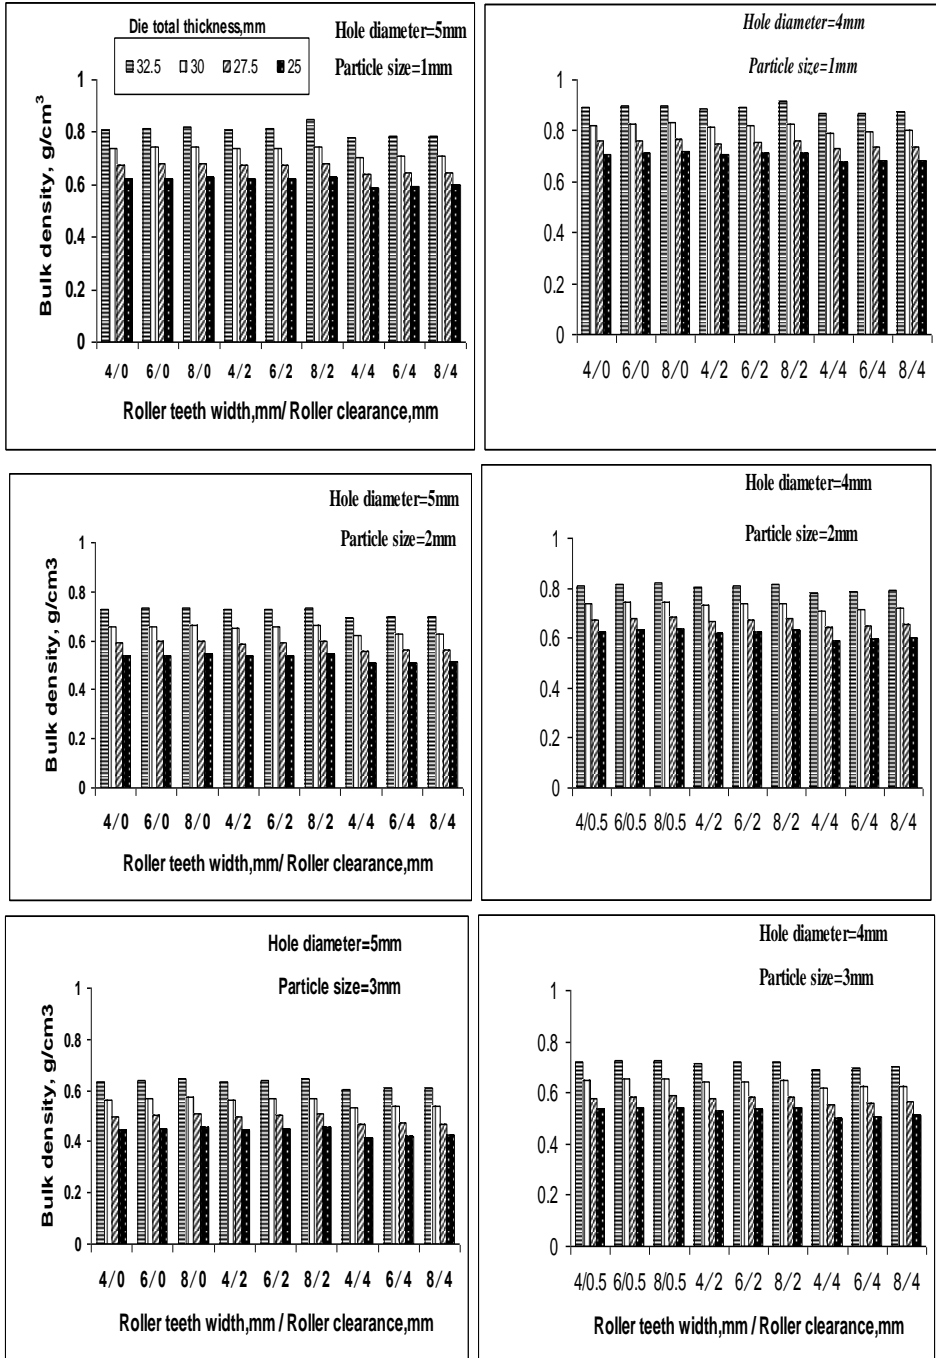 Die total thickness,mm
32.5 30 27.5 25
Hole diameter=5mm
Particle size=1mm
Bulk density, g/cm3
1
0.8
0.6
0.4
0.2
0
4/0 6/0 8/0 4/2 6/2 8/2 4/4 6/4 8/4
Roller teeth width,mm/ Roller clearance,mm
Hole diameter=4mm
Particle size=1mm
1
0.8
0.6
0.4
0.2
0
4/0 6/0 8/0 4/2 6/2 8/2 4/4 6/4 8/4
Hole diameter=5mm
Particle size=2mm
Bulk density, g/cm3
1
0.8
0.6
0.4
0.2
0
4/0 6/0 8/0 4/2 6/2 8/2 4/4 6/4 8/4
Roller teeth width,mm/ Roller clearance,mm
Hole diameter=4mm
Particle size=2mm
1
0.8
0.6
0.4
0.2
0
4/0.5 6/0.5 8/0.5 4/2 6/2 8/2 4/4 6/4 8/4
Hole diameter=5mm
Particle size=3mm
Bulk density, g/cm3
1
0.8
0.6
0.4
0.2
0
4/0 6/0 8/0 4/2 6/2 8/2 4/4 6/4 8/4
Roller teeth width,mm / Roller clearance,mm
Hole diameter=4mm
Particle size=3mm
1
0.8
0.6
0.4
0.2
0
4/0.5 6/0.5 8/0.5 4/2 6/2 8/2 4/4 6/4 8/4
Roller teeth width,mm / Roller clearance,mm